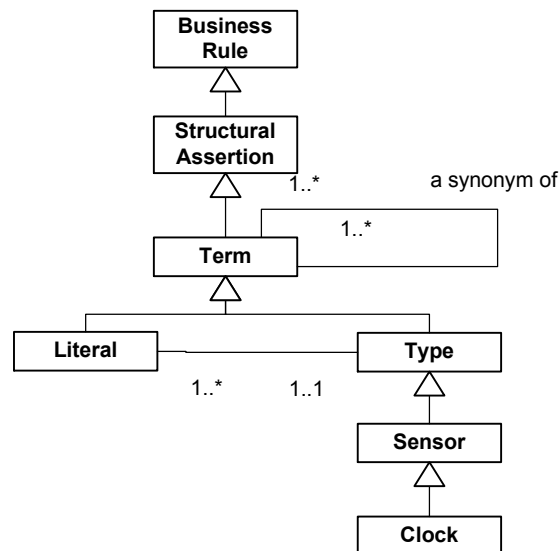 Business
Rule
Structural
Assertion
1..*
a synonym of
1..*
Term
Literal
Type
1..*
1..1
Sensor
Clock